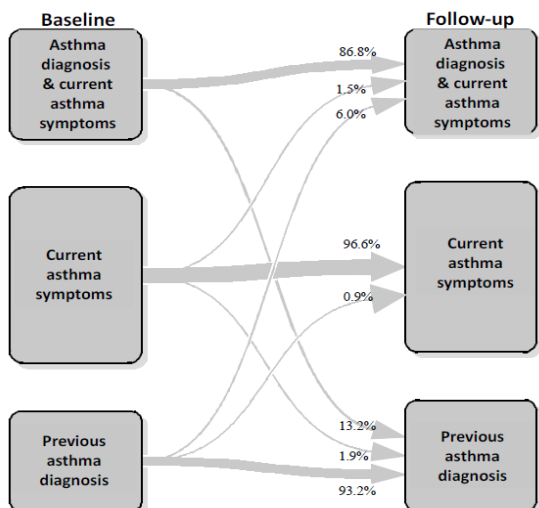 Baseline
Follow-up
Asthma
diagnosis
& current
asthma
symptoms
86.8%
1.5%
6.0%
Asthma
diagnosis
& current
asthma
symptoms
Current
asthma
symptoms
96.6%
0.9%
Current
asthma
symptoms
Previous
asthma
diagnosis
13.2%
1.9%
93.2%
Previous
asthma
diagnosis